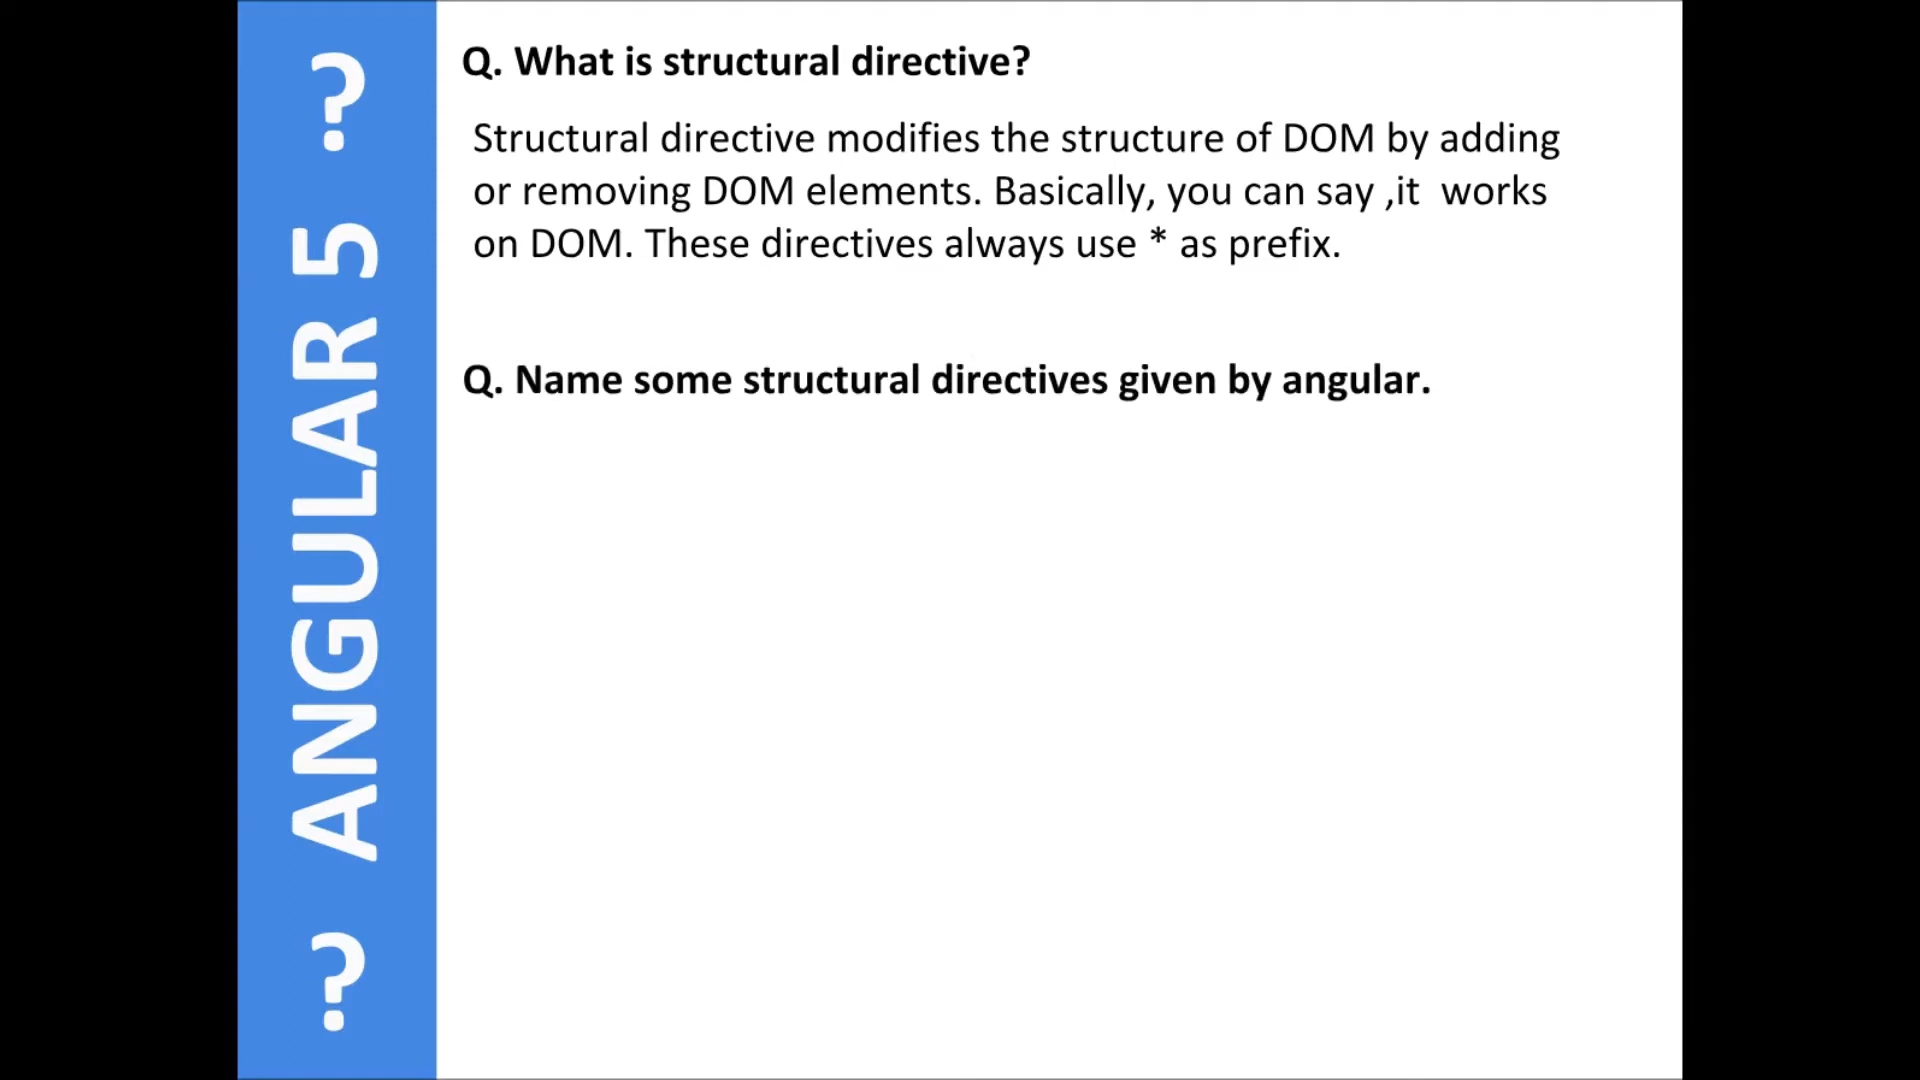 ? ANGULAR 5 ?
Q. What is structural directive?
Structural directive modifies the structure of DOM by adding
or removing DOM elements. Basically, you can say ,it  works
on DOM. These directives always use * as prefix.
Q. Name some structural directives given by angular.